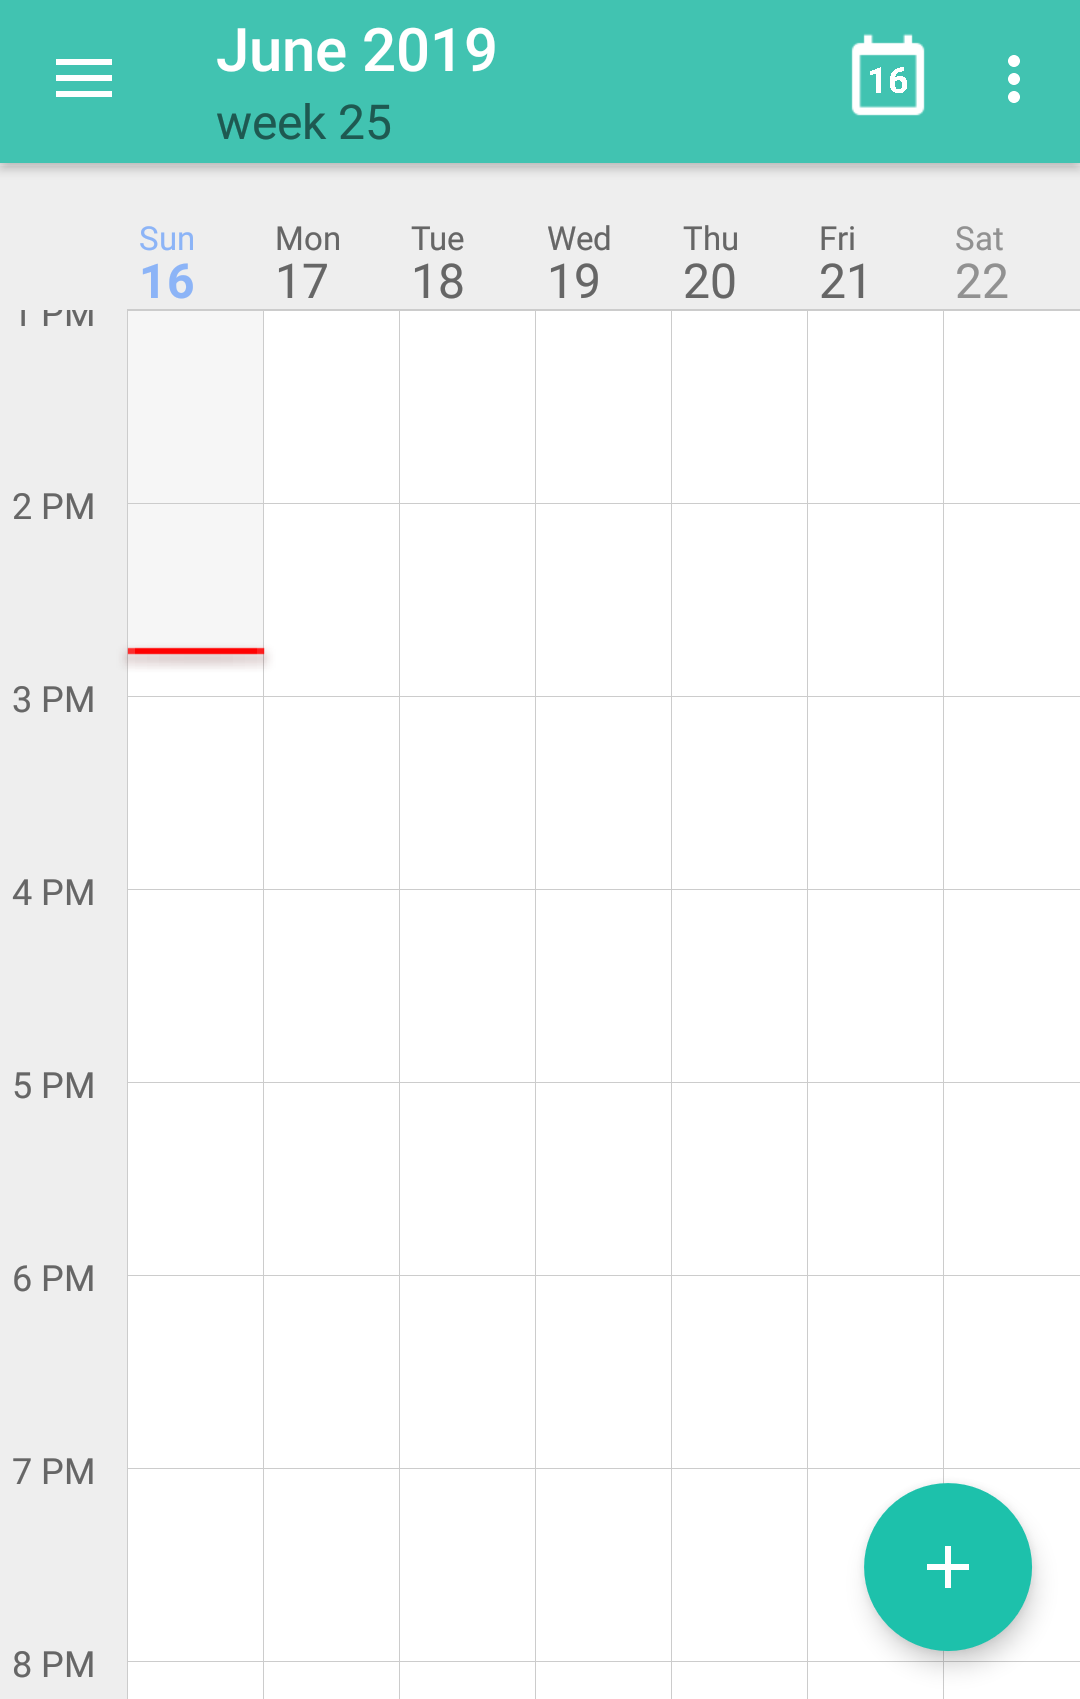 June 2019
week 25
16
Sun Mon Tue Wed Thu Fri Sat
16 17 18 19 20 21 22
1 PM
2 PM
3 PM
4 PM
5 PM
6 PM
7 PM
8 PM